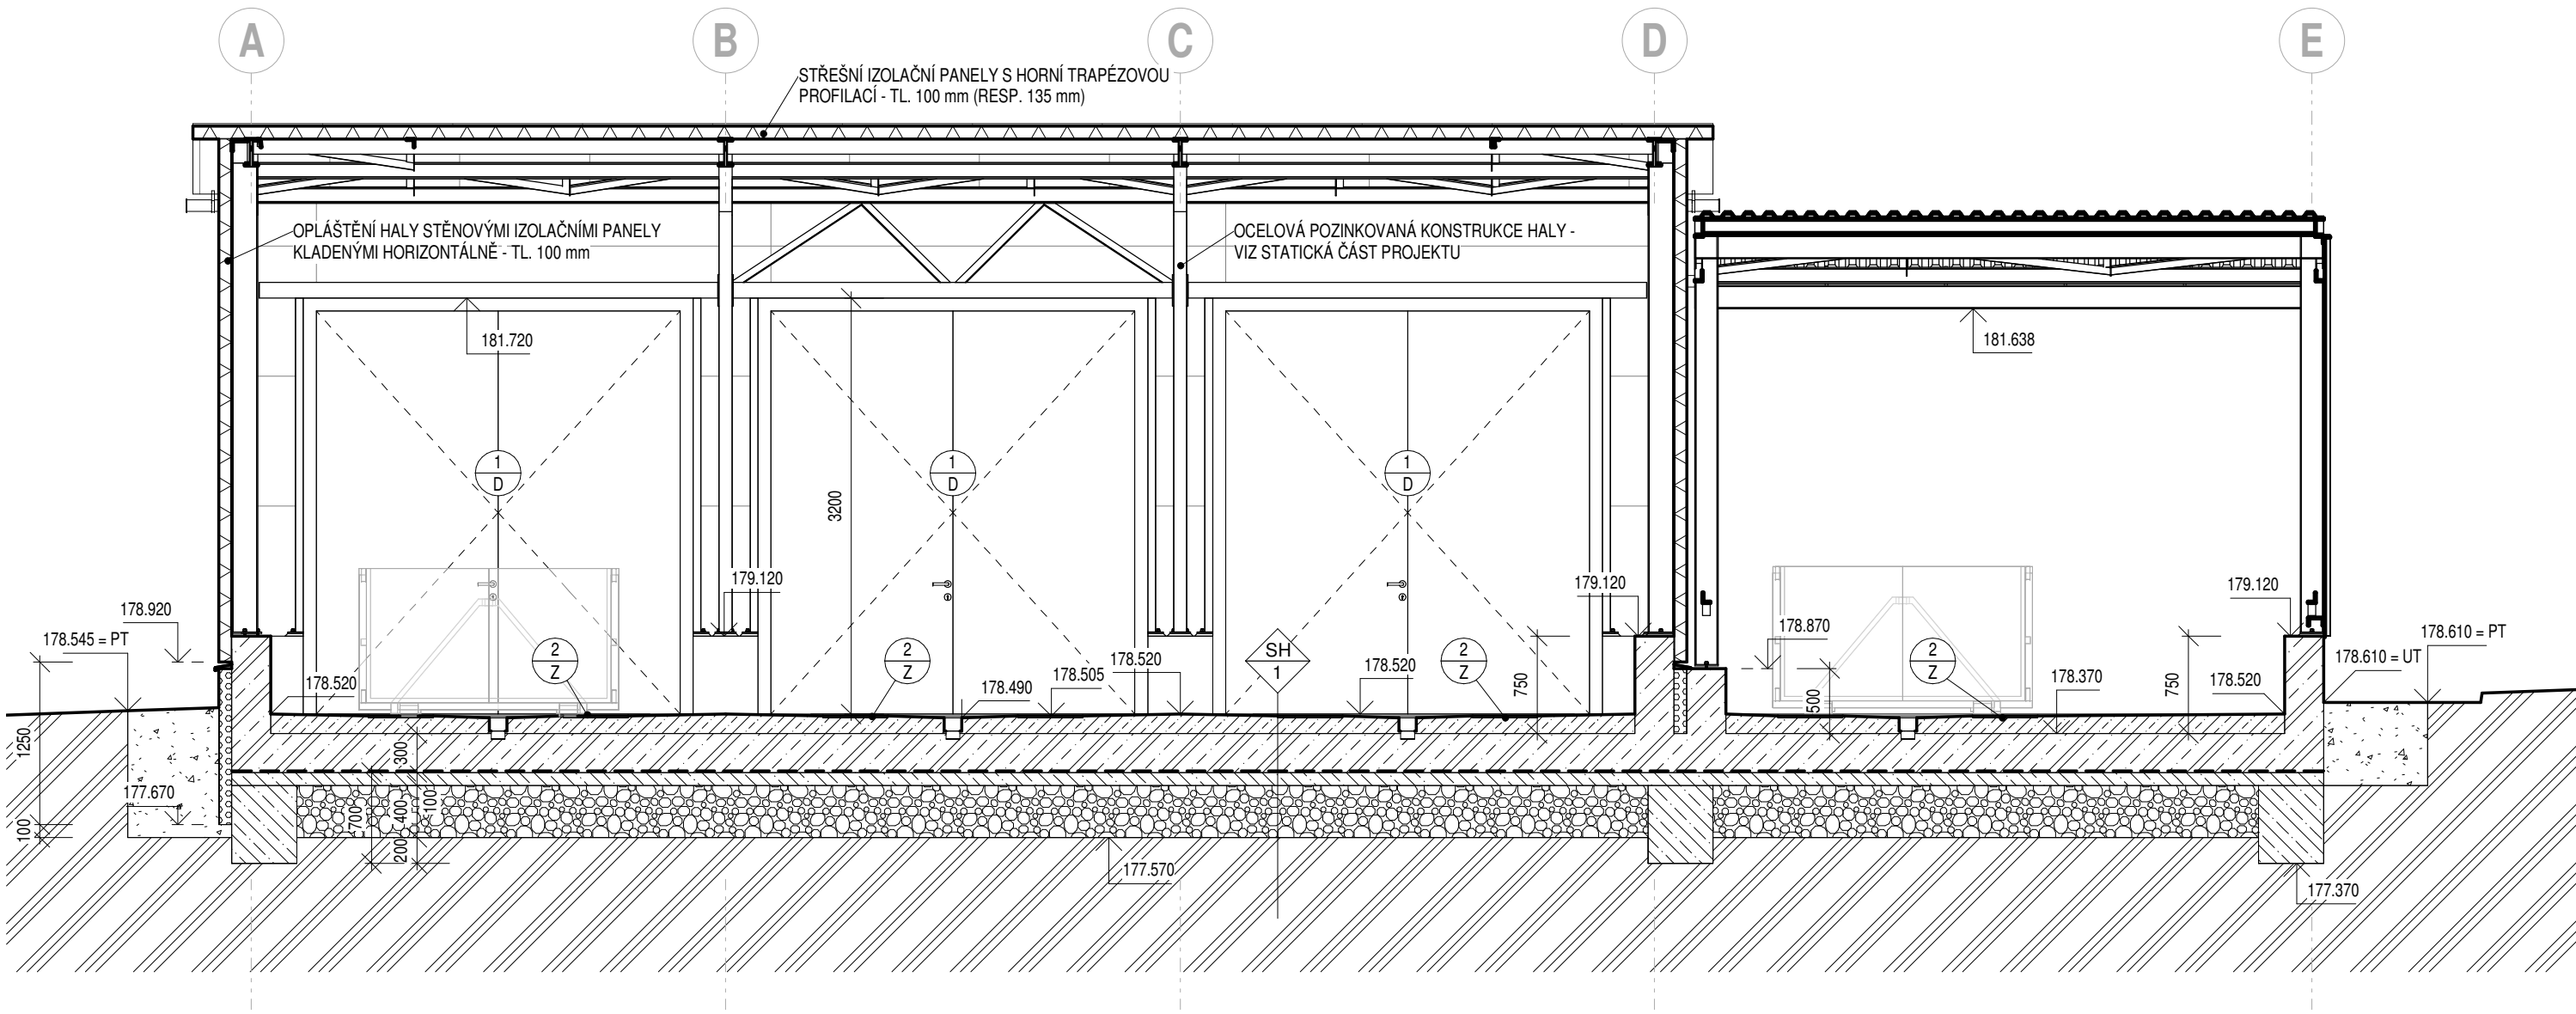 A
B
C
D
E
STŘEŠNÍ IZOLAČNÍ PANELY S HORNÍ TRAPÉZOVOU
PROFILACÍ - TL. 100 mm (RESP. 135 mm)
OPLÁŠTĚNÍ HALY STĚNOVÝMI IZOLAČNÍMI PANELY
KLADENÝMI HORIZONTÁLNĚ - TL. 100 mm
OCELOVÁ POZINKOVANÁ KONSTRUKCE HALY -
VIZ STATICKÁ ČÁST PROJEKTU
181.720
181.638
1
D
1
D
1
D
3200
179.120
179.120
179.120
178.920
178.545 = PT
178.870
178.610 = PT
178.610 = UT
2
Z
2
Z
SH
1
2
Z
2
Z
178.520
178.490
178.505
178.520
178.520
750
500
178.370
750
178.520
1250
300
177.670
100
700
400
100
200
177.570
177.370